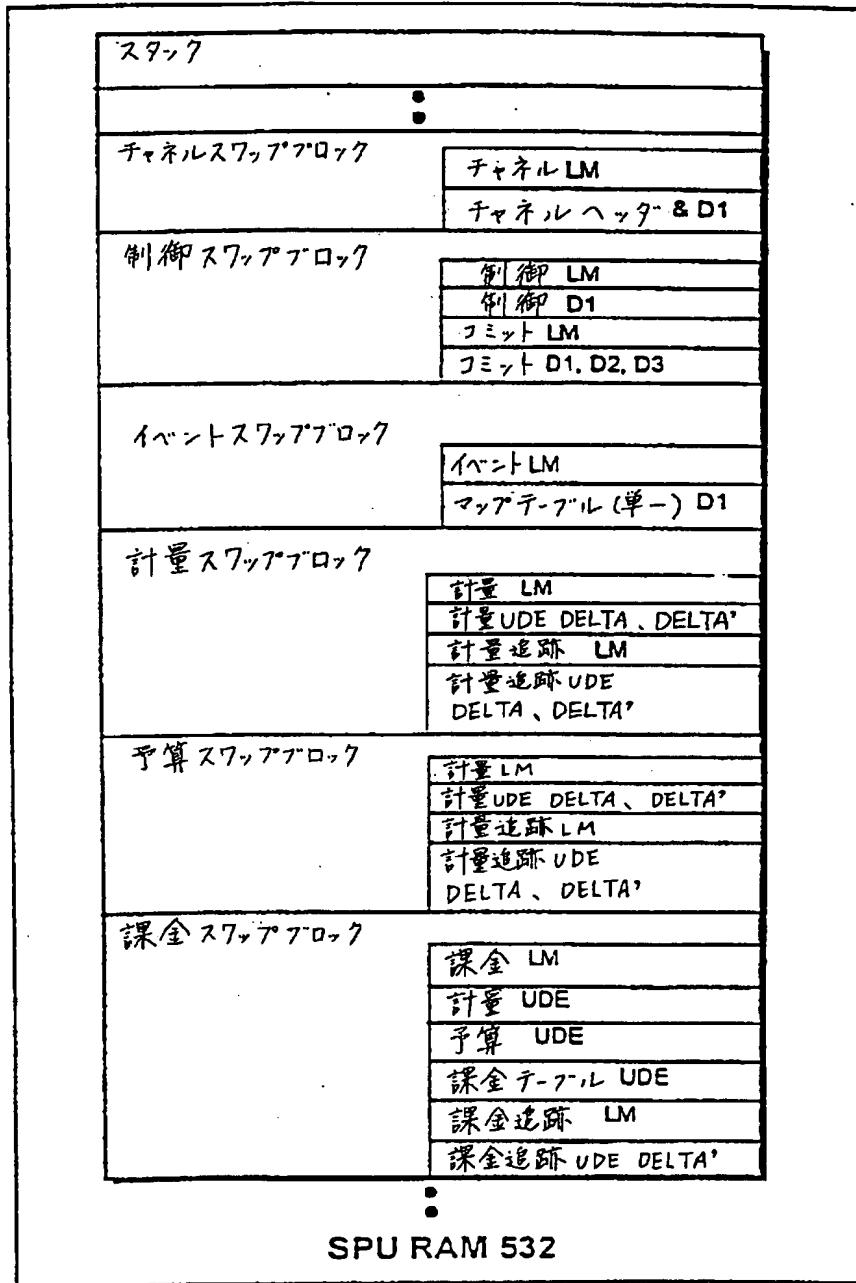 スタック
チャネルスワップブロック
チャネル LM
チャネル ヘッダ & D1
制御スワップブロック
制御 LM
制御 D1
コミット LM
コミット D1, D2, D3
イベントスワップブロック
イベント LM
マップテーブル (単一) D1
計量スワップブロック
計量 LM
計量UDE DELTA、DELTA'
計量追跡 LM
計量追跡 UDE
DELTA、DELTA'
予算スワップブロック
計量 LM
計量UDE DELTA、DELTA'
計量追跡 LM
計量追跡 UDE
DELTA、DELTA'
課金スワップブロック
課金 LM
計量 UDE
予算 UDE
課金テーブル UDE
課金追跡 LM
課金追跡 UDE DELTA'
SPU RAM 532